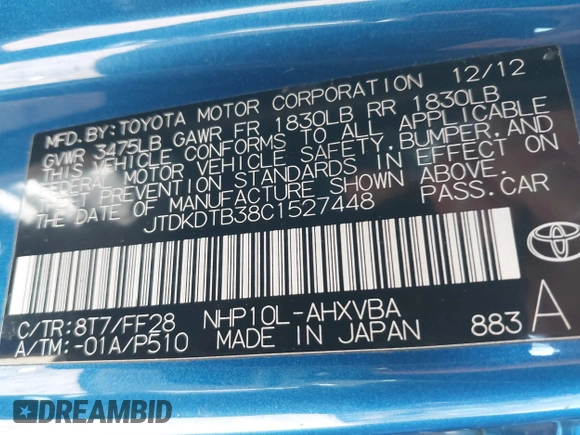 MFD.BY:TOYOTA MOTOR CORPORATION 12/12
GVWR 3475LB GAWR FR 1830LB RR 1830LB
THIS VEHICLE CONFORMS TO ALL APPLICABLE
FEDERAL MOTOR VEHICLE SAFETY,BUMPER,AND
THEFT PREVENTION STANDARDS IN EFFECT ON
THE DATE OF MANUFACTURE SHOWN ABOVE.
JTDKDTB38C1527448 PASS.CAR
C/TR:8T7/FF28 NHP10L-AHXVBA
A/TM:-01A/P510 MADE IN JAPAN 883 A
TOYOTA
DREAMBID